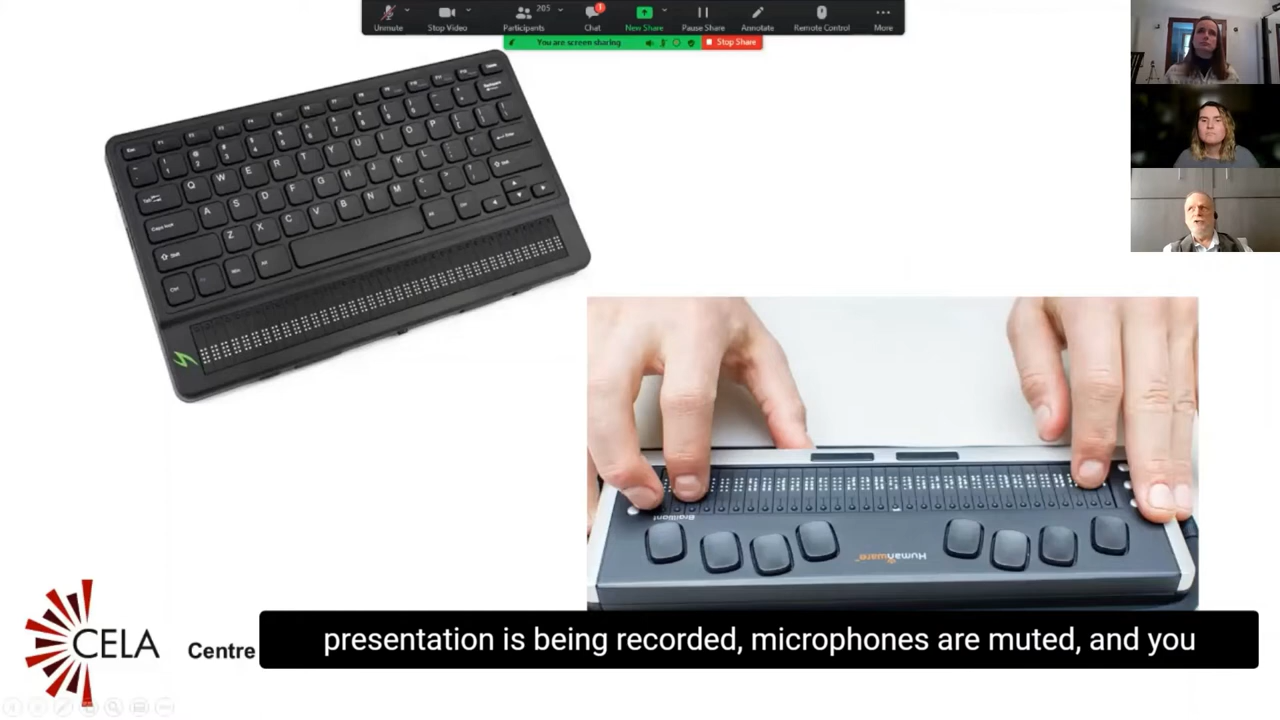 205
1
Unmute
Stop Video
Participants
Chat
New Share
Pause Share
Annotate
Remote Control
More
You are screen sharing
Stop Share
Q W E R T Y U I O P
A S D F G H J K L
Z X C V B N M
Brailliant
HumanWare
CELA
Centre
presentation is being recorded, microphones are muted, and you